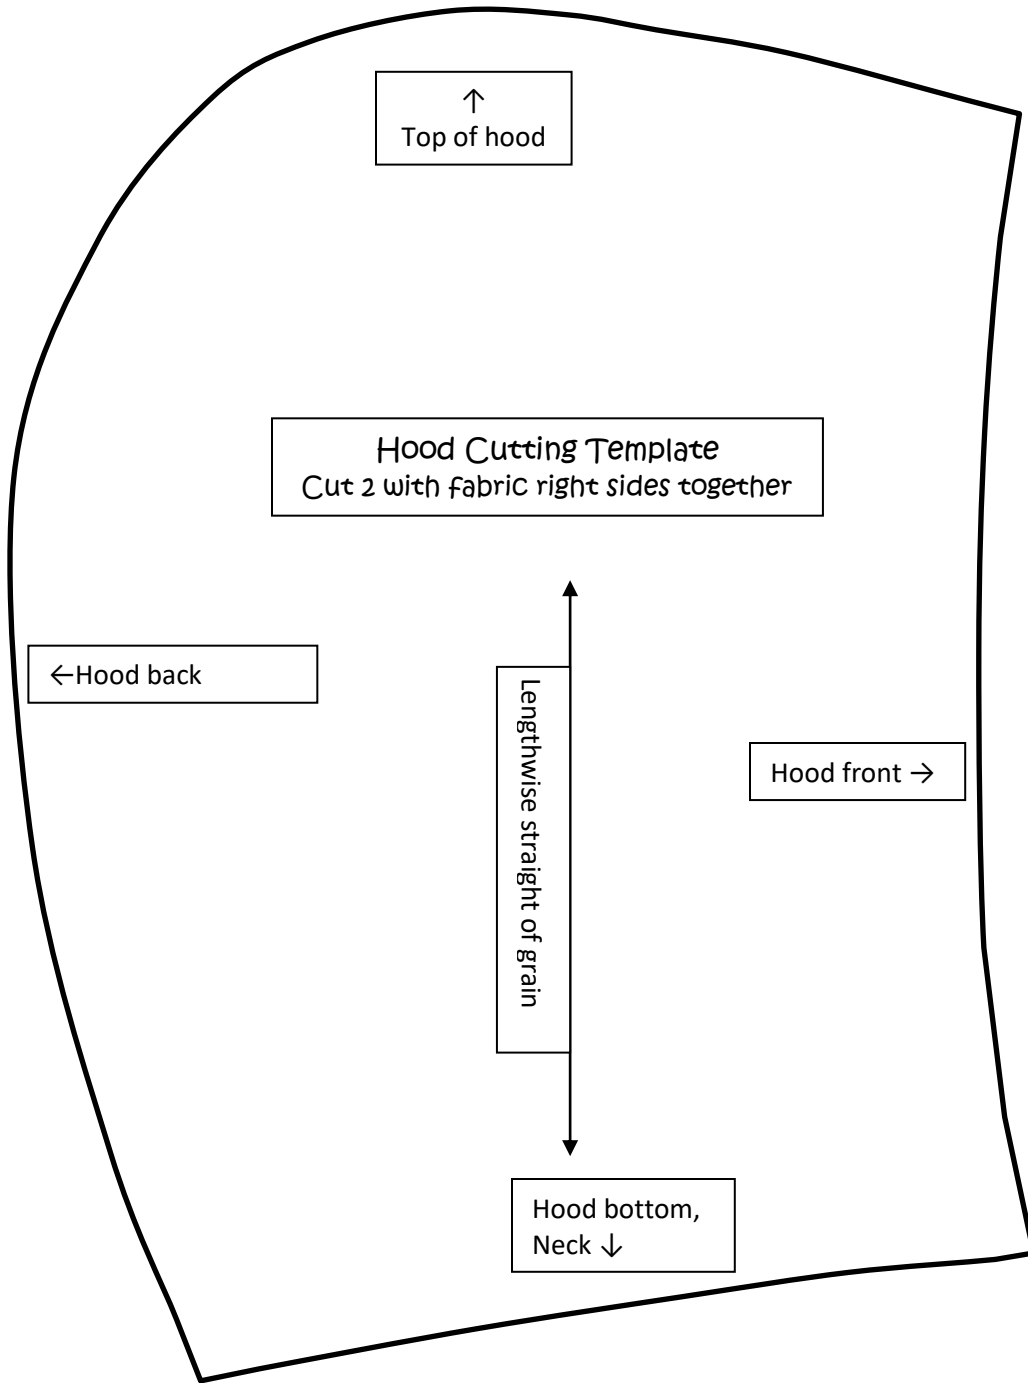 ↑
Top of hood
Hood Cutting Template
Cut 2 with fabric right sides together
←Hood back
Lengthwise straight of grain
Hood front →
Hood bottom,
Neck ↓